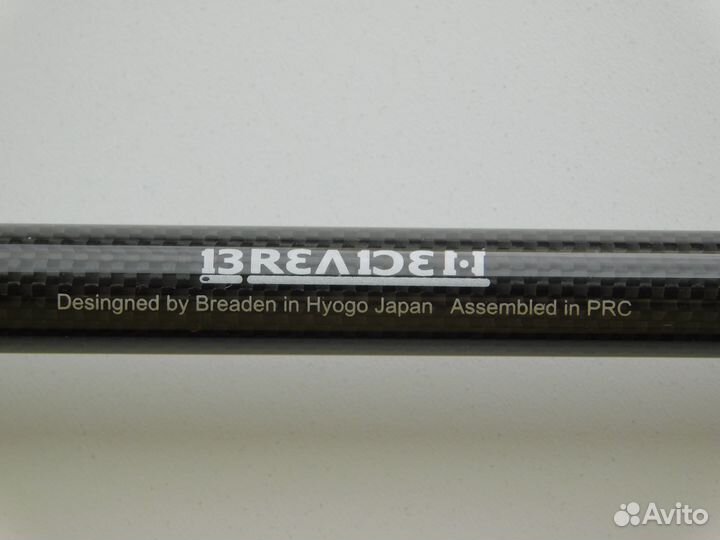 BREADEN
Desingned by Breaden in Hyogo Japan Assembled in PRC
Avito